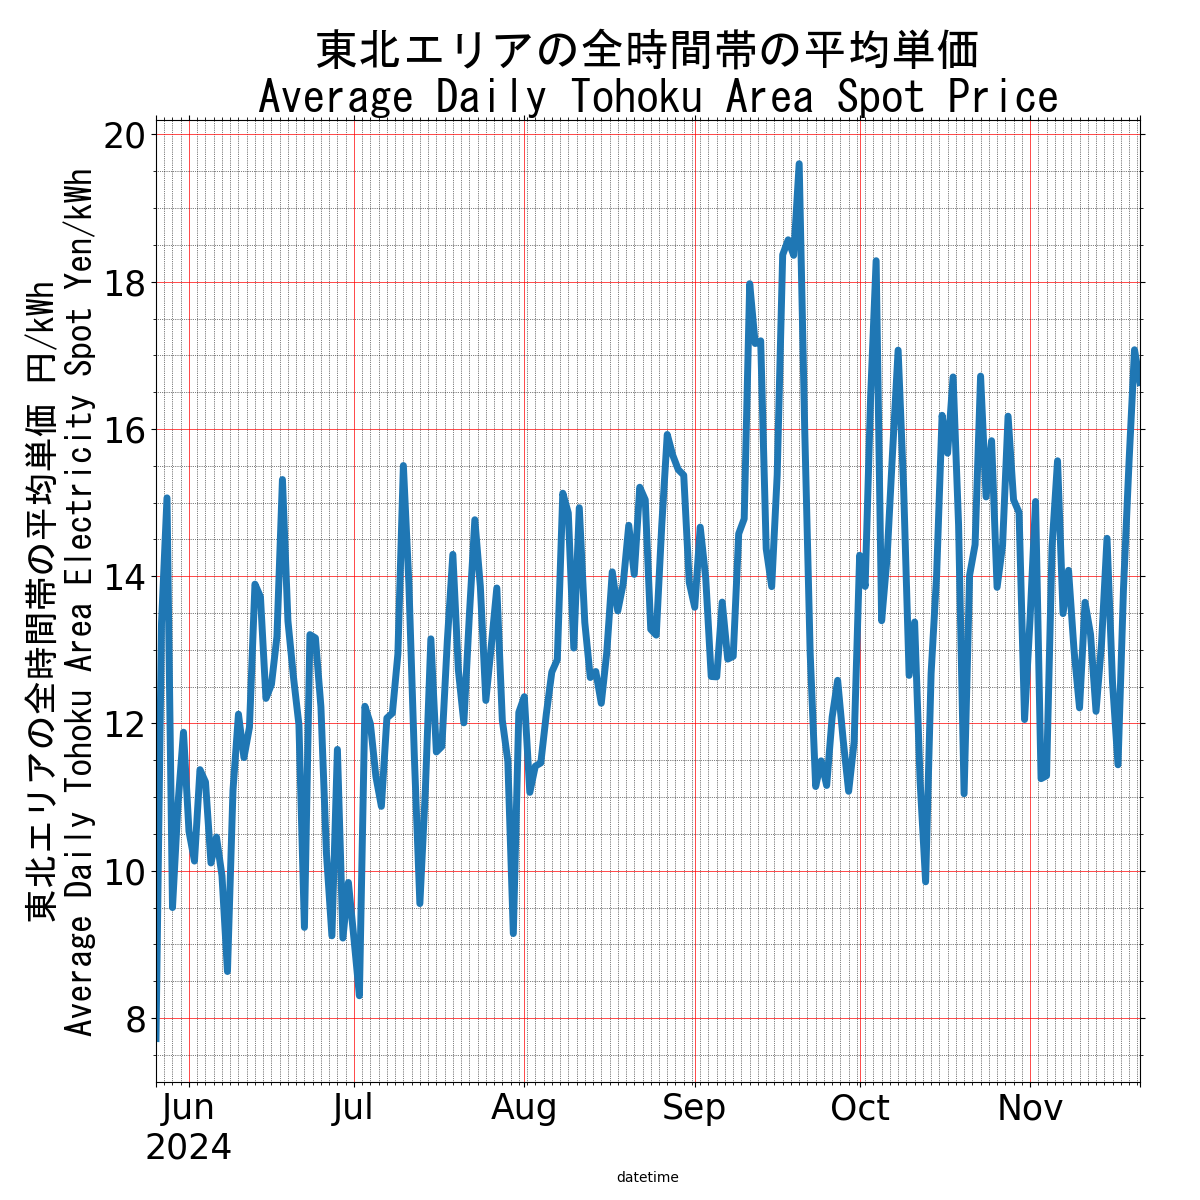 東北エリアの全時間帯の平均単価
Average Daily Tohoku Area Spot Price
東北エリアの全時間帯の平均単価 円/kWh
Average Daily Tohoku Area Electricity Spot Yen/kWh
20
18
16
14
12
10
8
Jun
2024
Jul
Aug
Sep
Oct
Nov
datetime